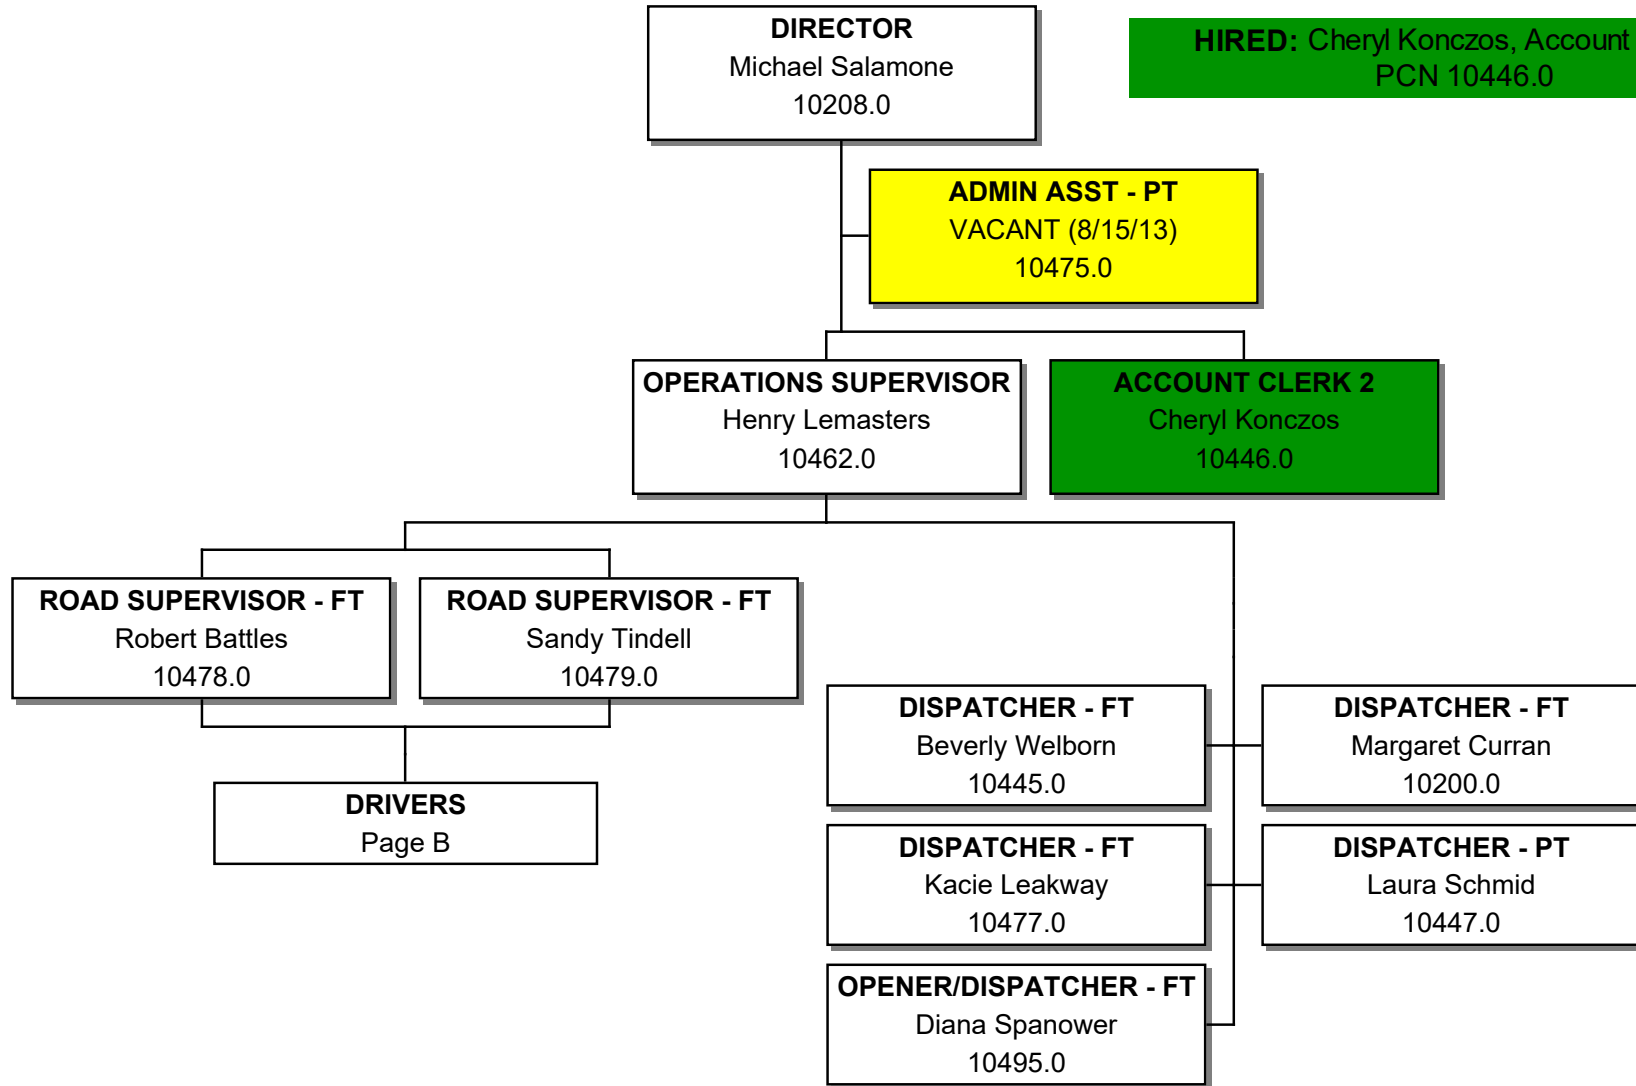 DIRECTOR
Michael Salamone
10208.0
HIRED: Cheryl Konczos, Account
PCN 10446.0
ADMIN ASST - PT
VACANT (8/15/13)
10475.0
OPERATIONS SUPERVISOR
Henry Lemasters
10462.0
ACCOUNT CLERK 2
Cheryl Konczos
10446.0
ROAD SUPERVISOR - FT
Robert Battles
10478.0
ROAD SUPERVISOR - FT
Sandy Tindell
10479.0
DRIVERS
Page B
DISPATCHER - FT
Beverly Welborn
10445.0
DISPATCHER - FT
Margaret Curran
10200.0
DISPATCHER - FT
Kacie Leakway
10477.0
DISPATCHER - PT
Laura Schmid
10447.0
OPENER/DISPATCHER - FT
Diana Spanower
10495.0